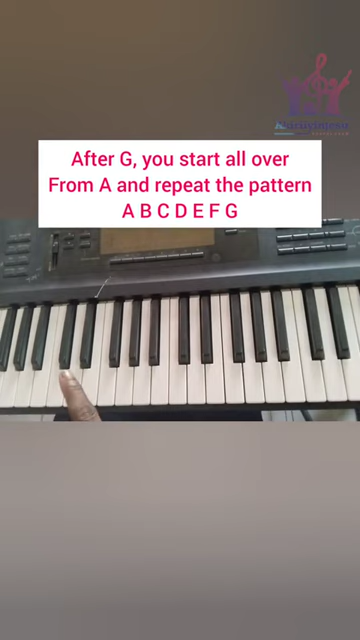 After G, you start all over
From A and repeat the pattern
A B C D E F G